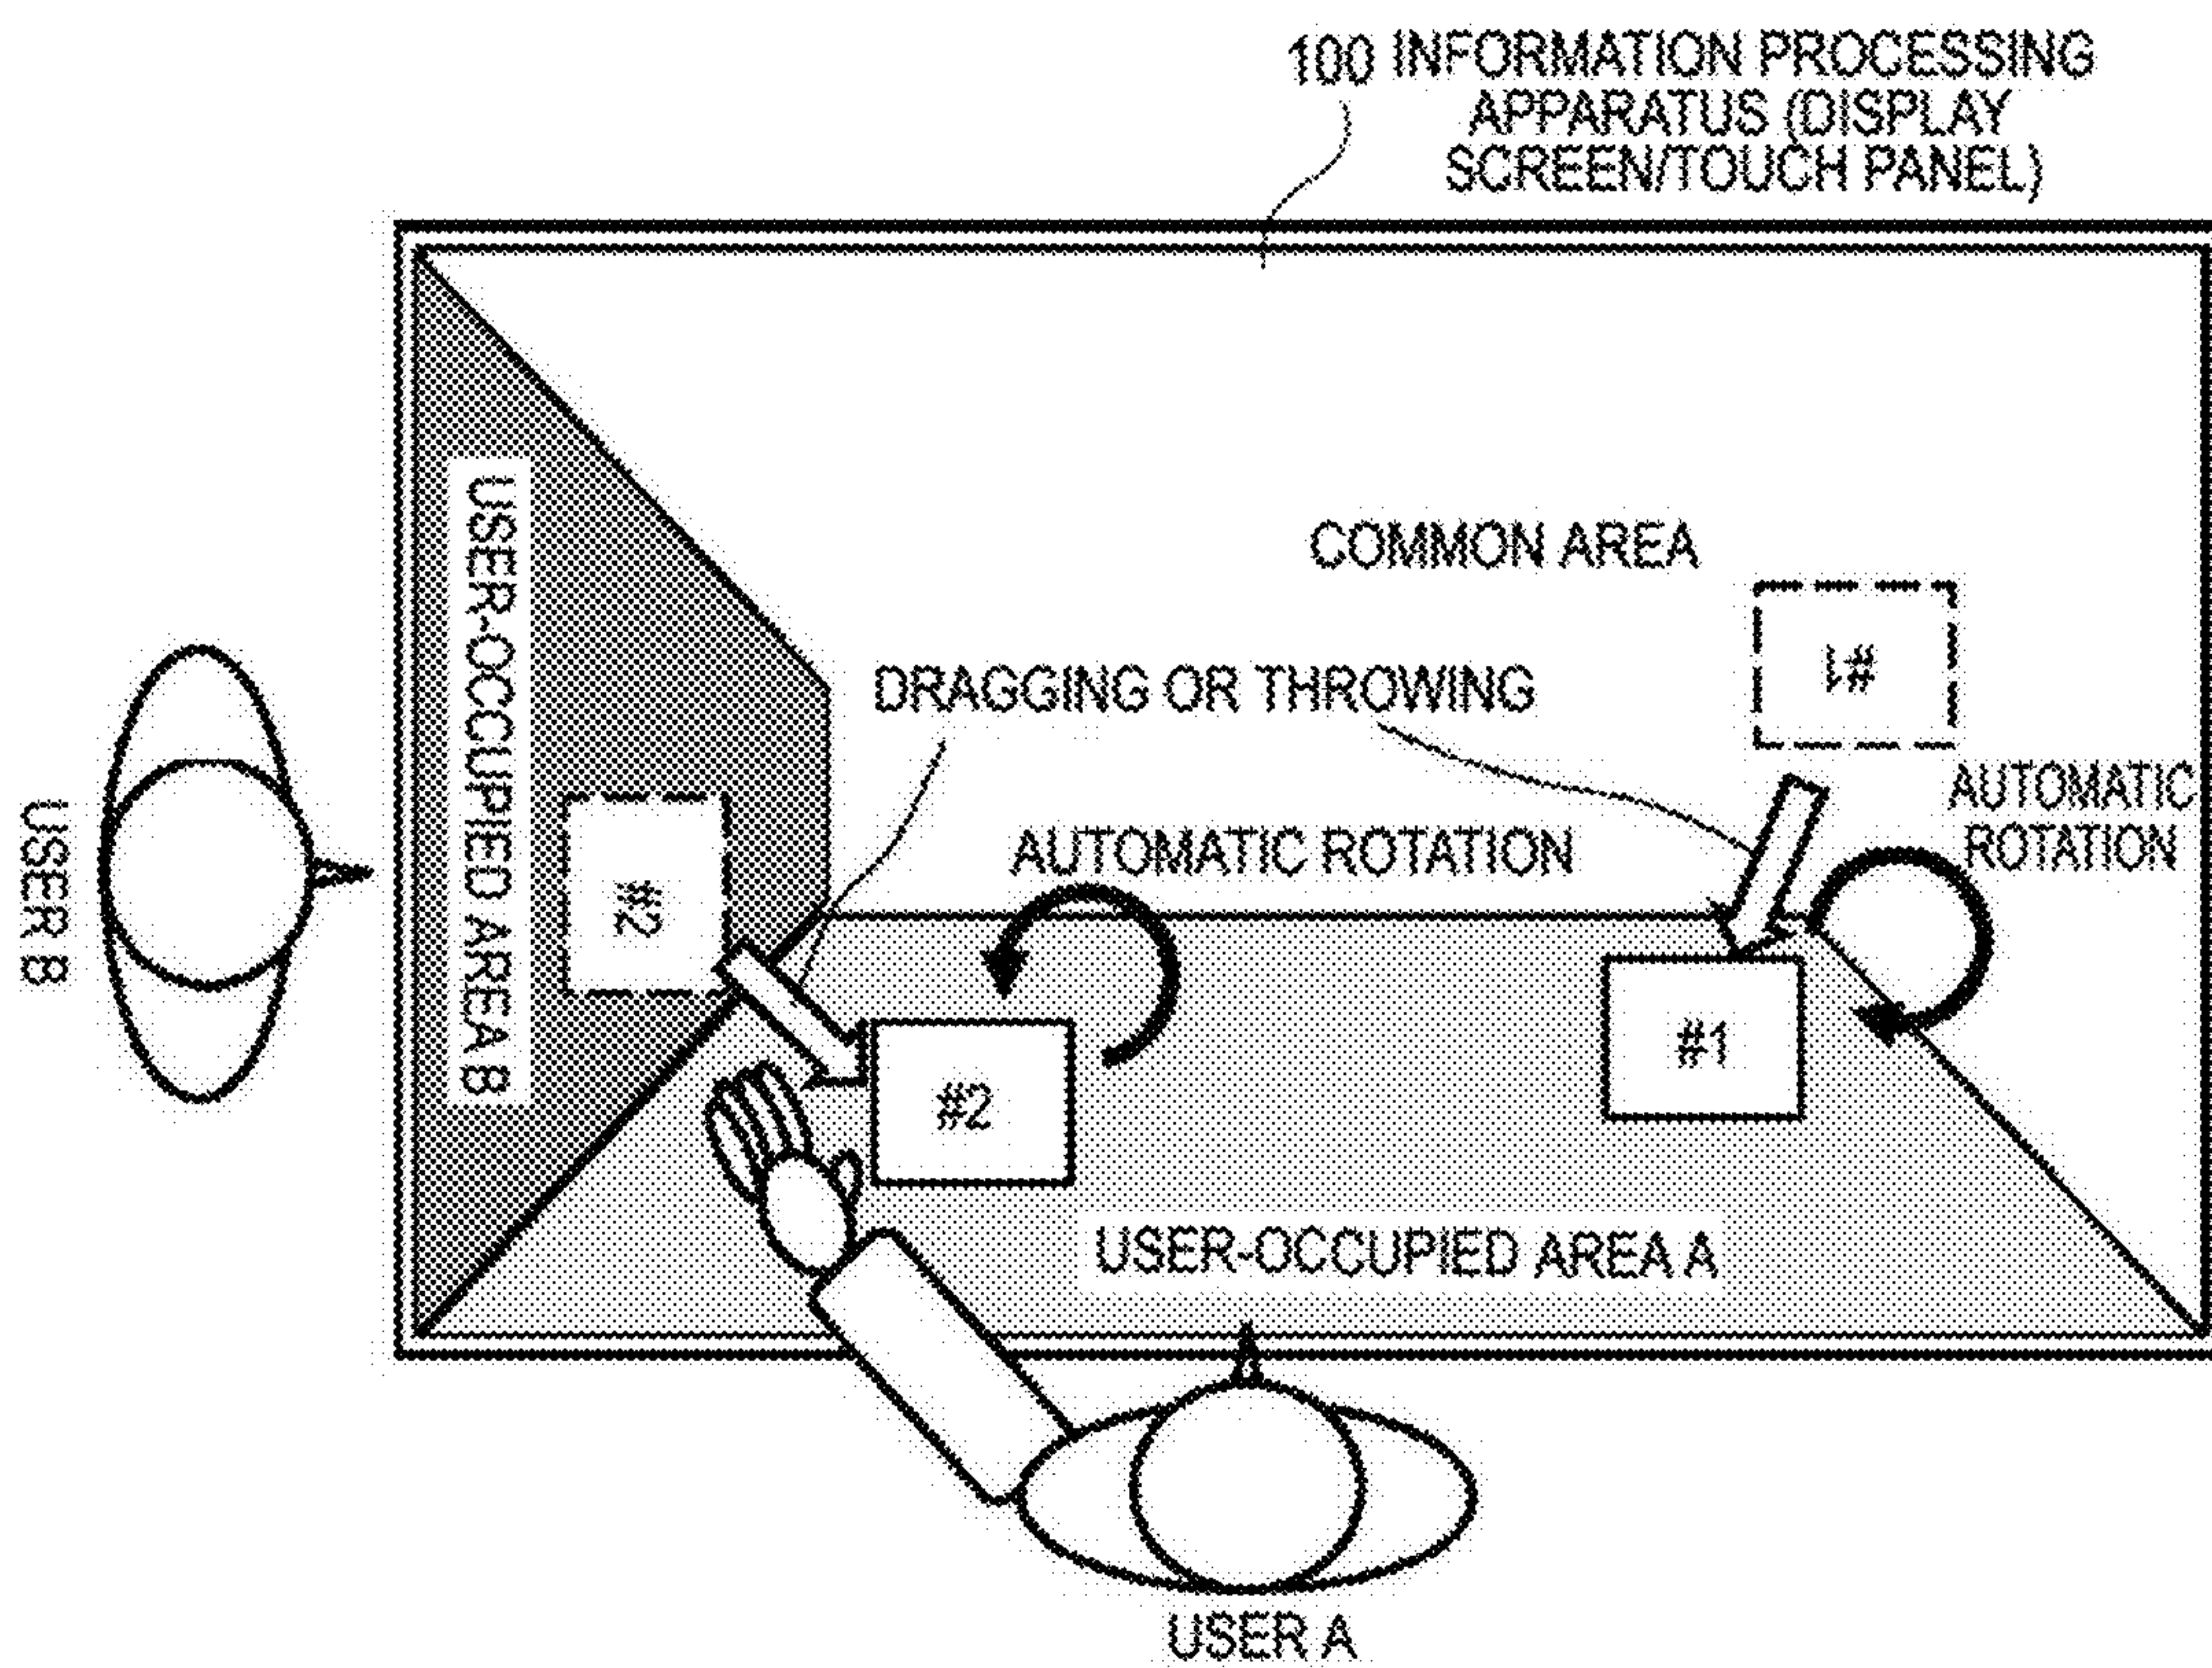 100 INFORMATION PROCESSING
APPARATUS (DISPLAY
SCREEN/TOUCH PANEL)
COMMON AREA
#1
DRAGGING OR THROWING
AUTOMATIC
ROTATION
AUTOMATIC ROTATION
USER-OCCUPIED AREA B
#2
USER B
#2
#1
USER-OCCUPIED AREA A
USER A